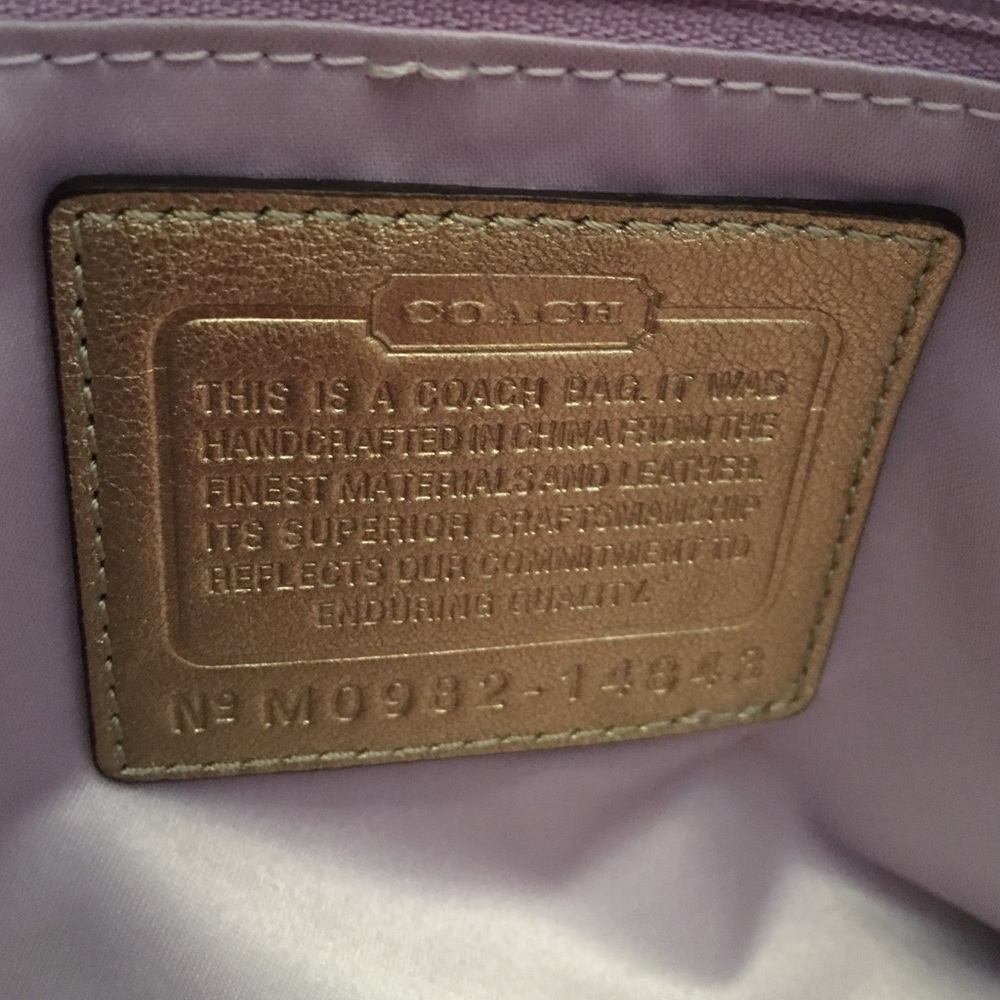 COACH
THIS IS A COACH BAG. IT WAS
HANDCRAFTED IN CHINA FROM THE
FINEST MATERIALS AND LEATHER.
ITS SUPERIOR CRAFTSMANSHIP
REFLECTS OUR COMMITMENT TO
ENDURING QUALITY.
Nº M0982-14843